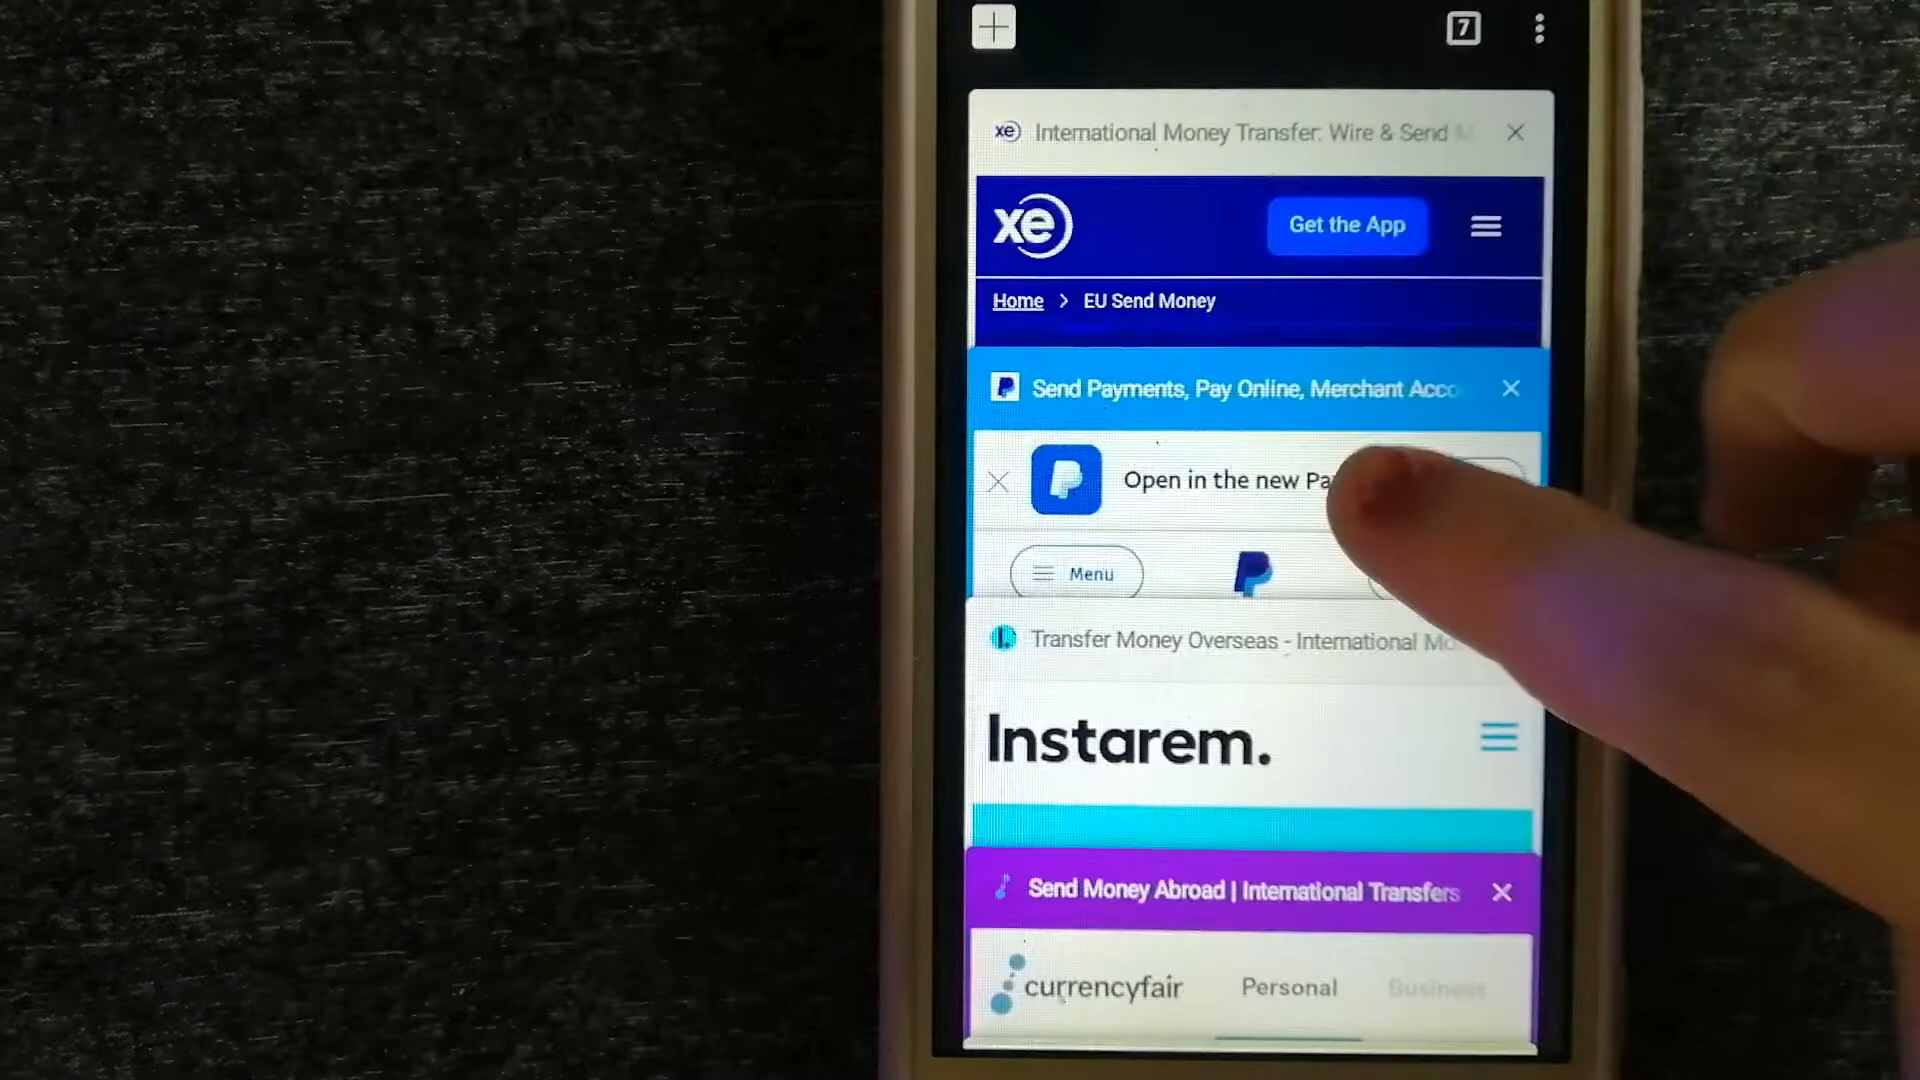 7
xe International Money Transfer: Wire & Send
xe
Get the App
Home > EU Send Money
Send Payments, Pay Online, Merchant Acco
Open in the new Pa
Menu
Transfer Money Overseas - International Mo
Instarem.
Send Money Abroad | International Transfers
currencyfair
Personal
Business